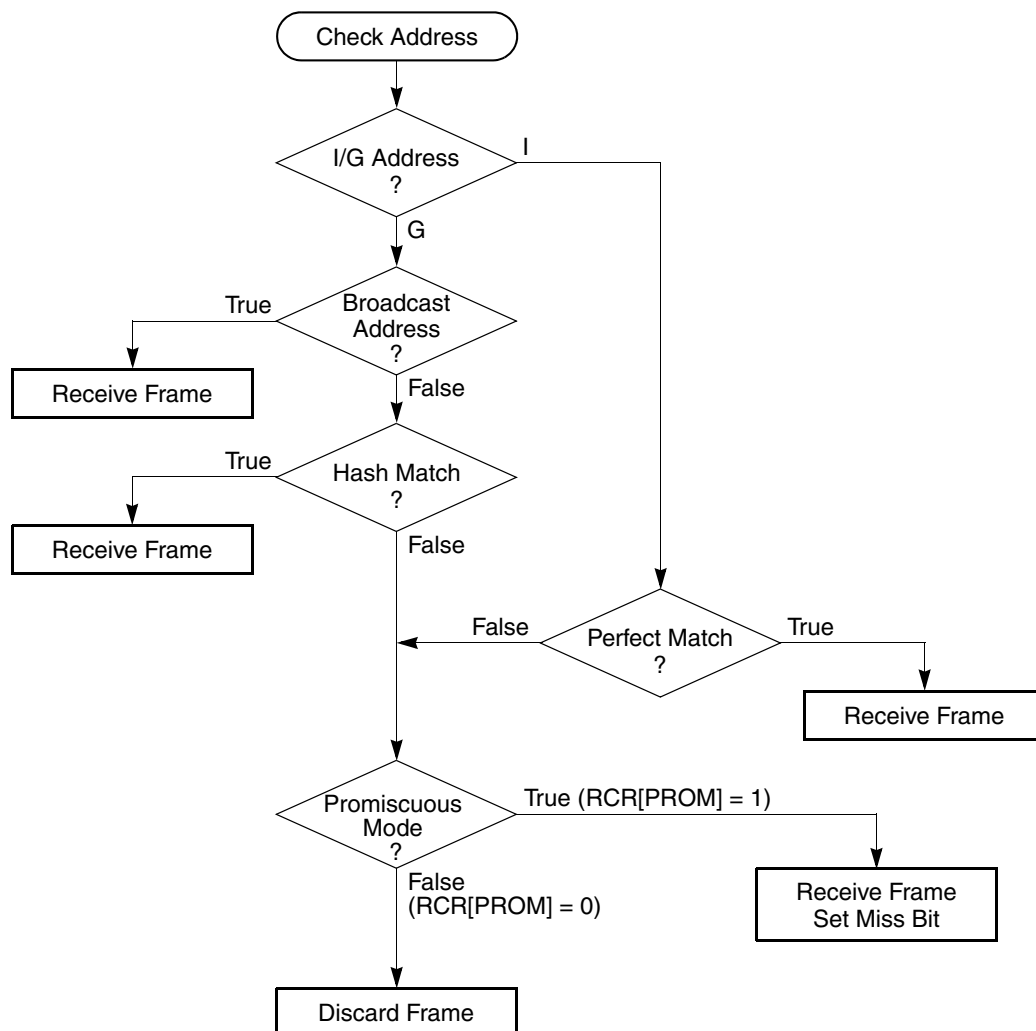 Check Address
I/G Address
?
I
G
True
Broadcast
Address
?
Receive Frame
False
True
Hash Match
?
Receive Frame
False
False
Perfect Match
?
True
Receive Frame
Promiscuous
Mode
?
True (RCR[PROM] = 1)
False
(RCR[PROM] = 0)
Receive Frame
Set Miss Bit
Discard Frame